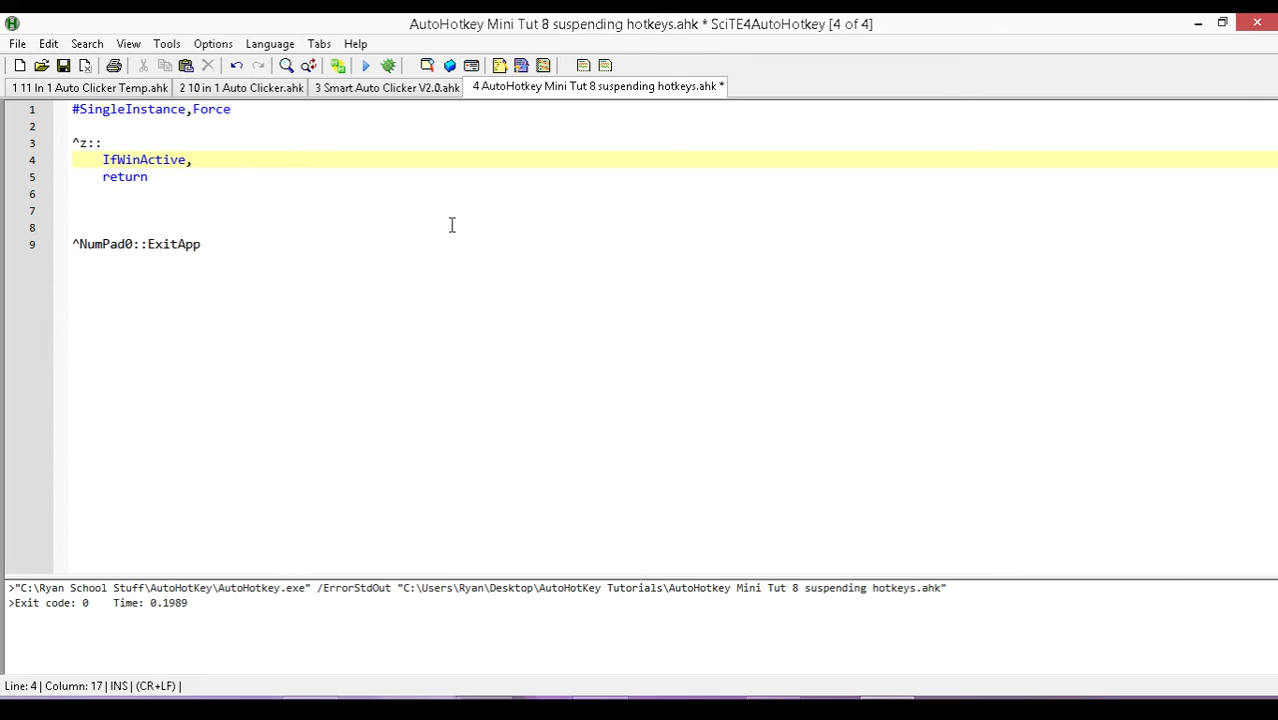 AutoHotkey Mini Tut 8 suspending hotkeys.ahk * SciTE4AutoHotkey [4 of 4]
File Edit Search View Tools Options Language Tabs Help
1 11 In 1 Auto Clicker Temp.ahk 2 10 in 1 Auto Clicker.ahk 3 Smart Auto Clicker V2.0.ahk 4 AutoHotkey Mini Tut 8 suspending hotkeys.ahk *
1 #SingleInstance,Force
2
3 ^z::
4 IfWinActive,
5 return
6
7
8
9 ^NumPad0::ExitApp
>"C:\Ryan School Stuff\AutoHotKey\AutoHotkey.exe" /ErrorStdOut "C:\Users\Ryan\Desktop\AutoHotKey Tutorials\AutoHotkey Mini Tut 8 suspending hotkeys.ahk"
>Exit code: 0 Time: 0.1989
Line: 4 | Column: 17 | INS | (CR+LF) |